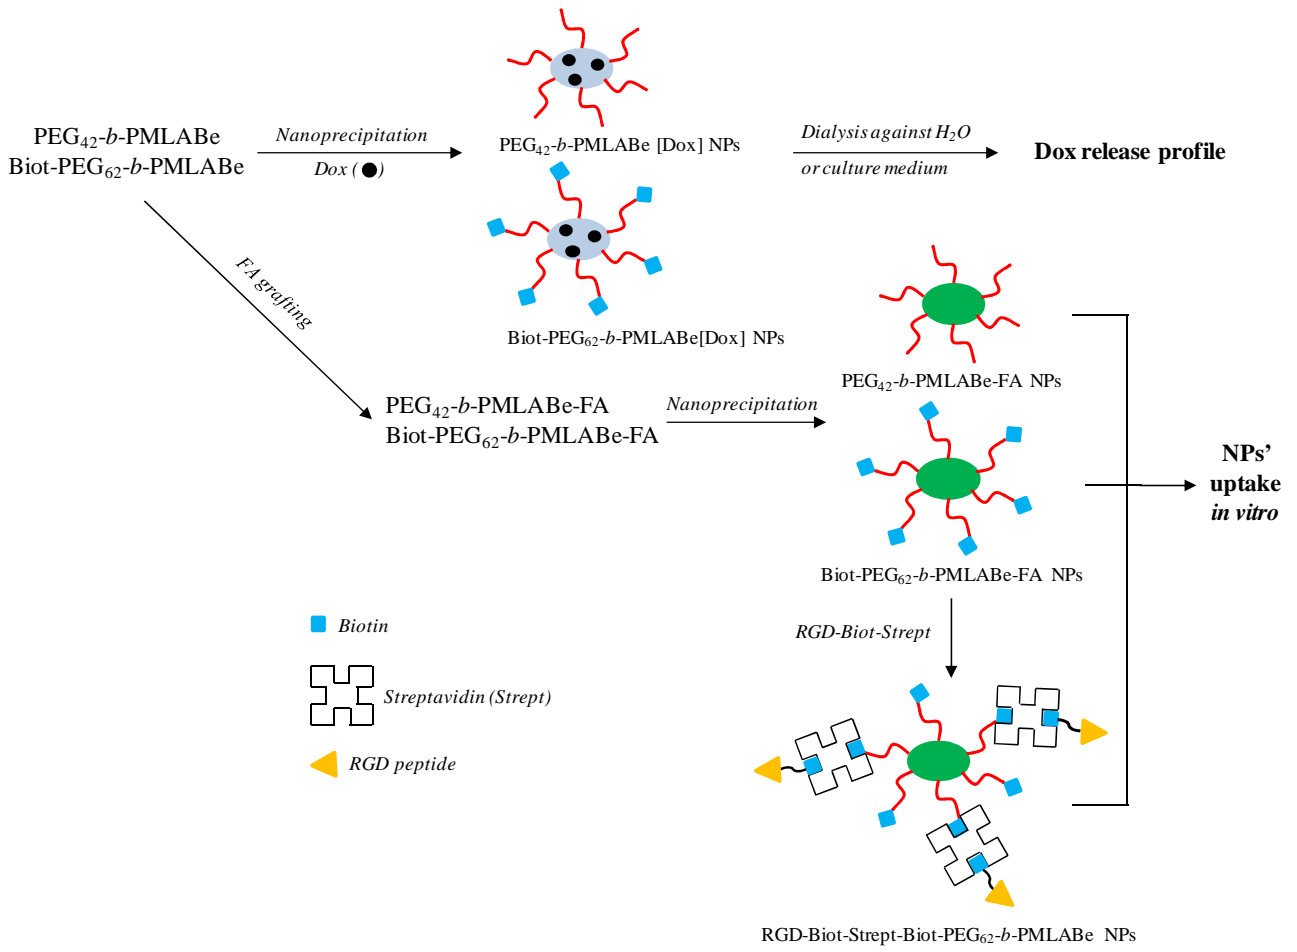 PEG42-b-PMLABe
Biot-PEG62-b-PMLABe
Nanoprecipitation
Dox ( )
PEG42-b-PMLABe [Dox] NPs
Dialysis against H2O
or culture medium
Dox release profile
Biot-PEG62-b-PMLABe[Dox] NPs
FA grafting
PEG42-b-PMLABe-FA
Biot-PEG62-b-PMLABe-FA
Nanoprecipitation
PEG42-b-PMLABe-FA NPs
Biot-PEG62-b-PMLABe-FA NPs
NPs’
uptake
in vitro
RGD-Biot-Strept
Biotin
Streptavidin (Strept)
RGD peptide
RGD-Biot-Strept-Biot-PEG62-b-PMLABe NPs